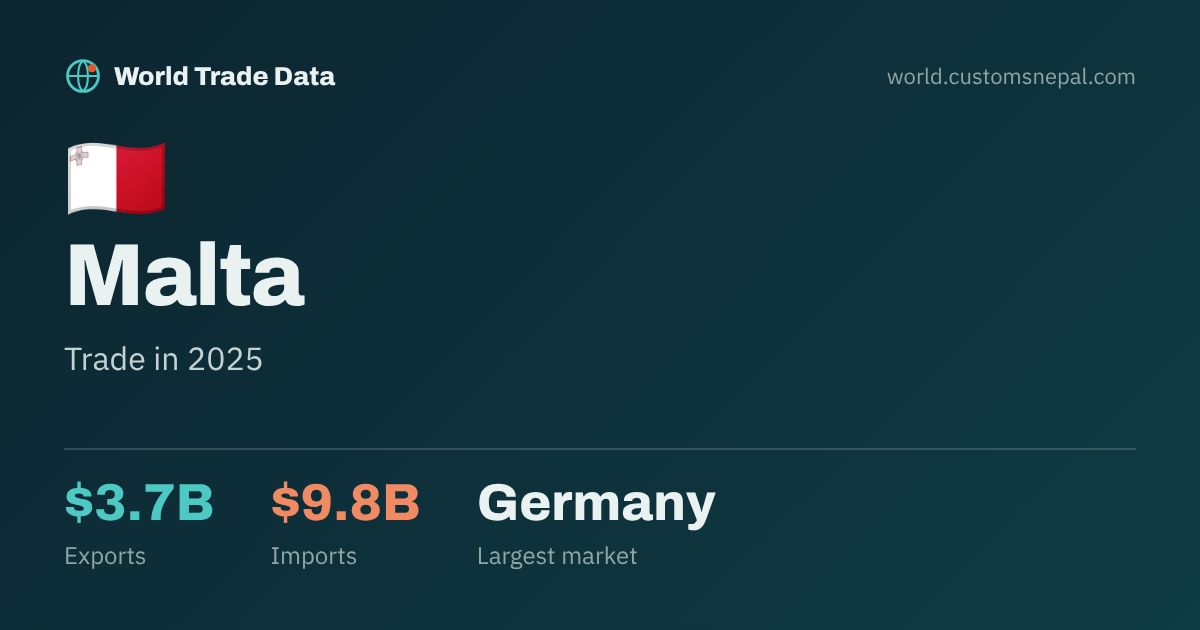 World Trade Data
world.customsnepal.com
Malta
Trade in 2025
$3.7B
Exports
$9.8B
Imports
Germany
Largest market